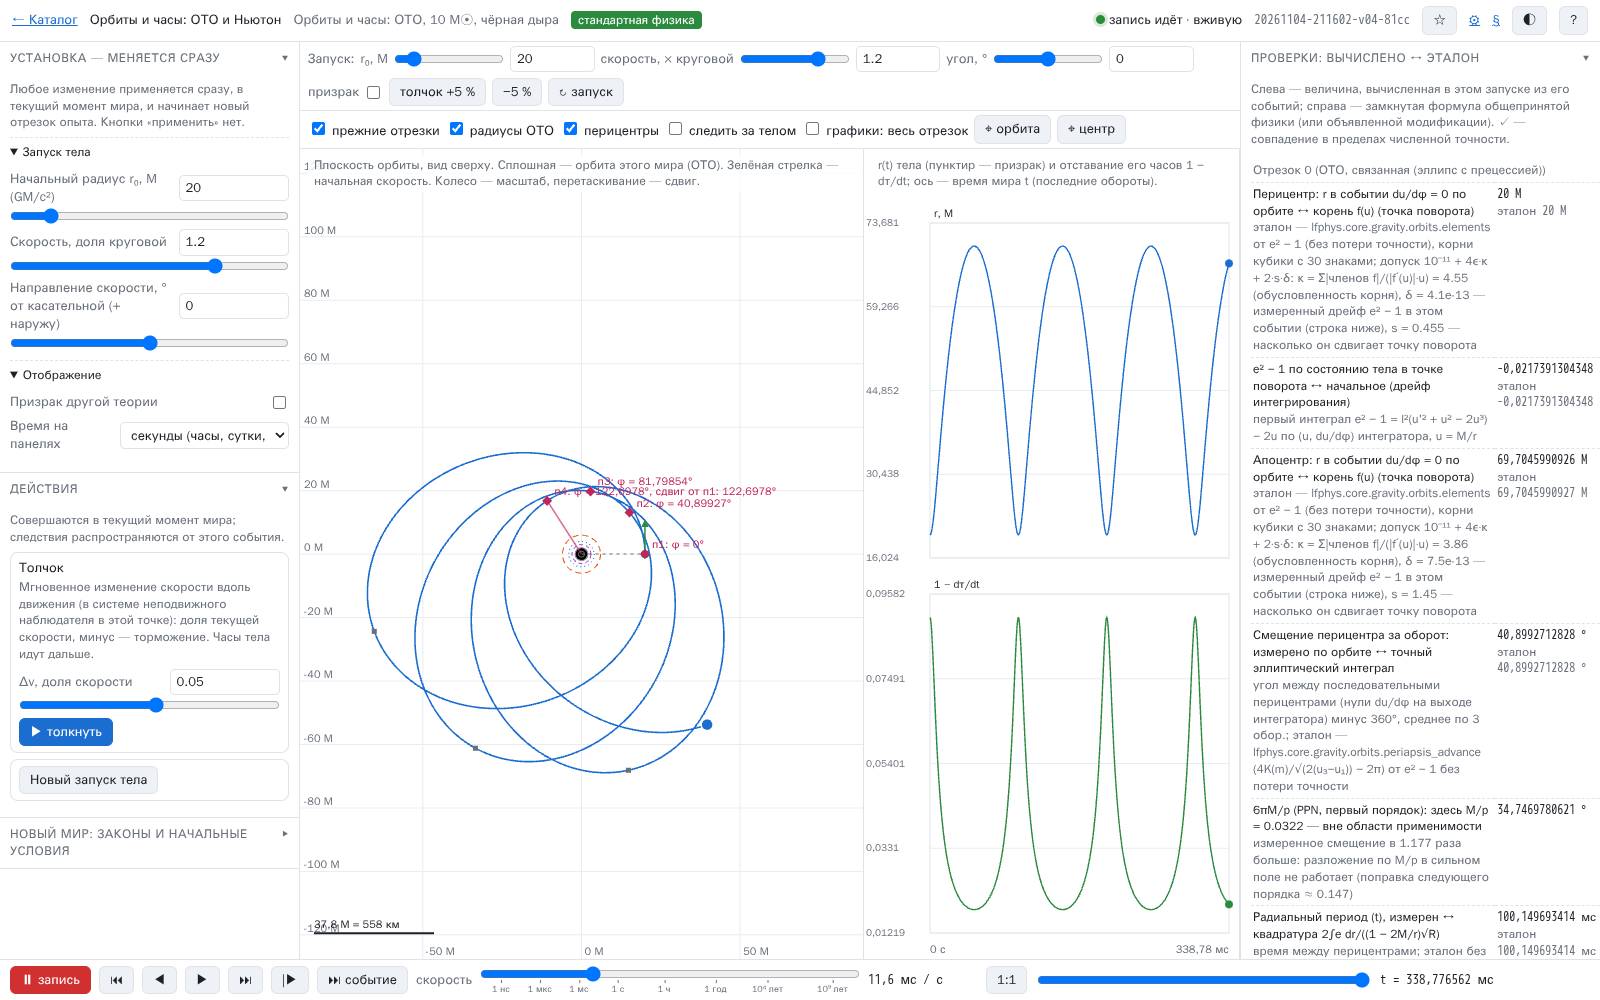 ← Каталог Орбиты и часы: ОТО и Ньютон Орбиты и часы: ОТО, 10 M☉, чёрная дыра стандартная физика запись идёт · вживую 20261104-211602-v04-81cc ☆ ⚙ § ◐ ?
УСТАНОВКА — МЕНЯЕТСЯ СРАЗУ ▾
Любое изменение применяется сразу, в
текущий момент мира, и начинает новый
отрезок опыта. Кнопки «применить» нет.
▼ Запуск тела
Начальный радиус r₀, M
(GM/c²) 20
Скорость, доля круговой 1.2
Направление скорости, °
от касательной (+
наружу) 0
▼ Отображение
Призрак другой теории
Время на
панелях секунды (часы, сутки,
ДЕЙСТВИЯ ▾
Совершаются в текущий момент мира;
следствия распространяются от этого события.
Толчок
Мгновенное изменение скорости вдоль
движения (в системе неподвижного
наблюдателя в этой точке): доля текущей
скорости, минус — торможение. Часы тела
идут дальше.
Δv, доля скорости 0.05
▶ толкнуть
Новый запуск тела
НОВЫЙ МИР: ЗАКОНЫ И НАЧАЛЬНЫЕ
УСЛОВИЯ ▸
Запуск: r₀, M 20 скорость, × круговой 1.2 угол, ° 0
призрак толчок +5 % −5 % ↻ запуск
прежние отрезки радиусы ОТО перицентры следить за телом графики: весь отрезок ⌖ орбита ⌖ центр
Плоскость орбиты, вид сверху. Сплошная — орбита этого мира (ОТО). Зелёная стрелка —
начальная скорость. Колесо — масштаб, перетаскивание — сдвиг.
100 M
80 M
60 M
40 M
20 M
0 M
-20 M
-40 M
-60 M
-80 M
-100 M
-120 M
п3: φ = 81,79854°
п4: φ = 122,6978°, сдвиг от п1: 122,6978°
п2: φ = 40,89927°
п1: φ = 0°
37,8 M = 558 км
-50 M 0 M 50 M
r(t) тела (пунктир — призрак) и отставание его часов 1 −
dτ/dt; ось — время мира t (последние обороты).
r, M
73,681
59,266
44,852
30,438
16,024
1 − dτ/dt
0,09582
0,07491
0,05401
0,0331
0,01219
0 с 338,78 мс
ПРОВЕРКИ: ВЫЧИСЛЕНО ↔ ЭТАЛОН ▾
Слева — величина, вычисленная в этом запуске из его
событий; справа — замкнутая формула общепринятой
физики (или объявленной модификации). ✓ —
совпадение в пределах численной точности.
Отрезок 0 (ОТО, связанная (эллипс с прецессией))
Перицентр: r в событии du/dφ = 0 по
орбите ↔ корень f(u) (точка поворота)
эталон — lfphys.core.gravity.orbits.elements
от e² − 1 (без потери точности), корни
кубики с 30 знаками; допуск 10⁻¹¹ + 4ϵ·κ
+ 2·s·δ: κ = Σ|членов f|/(|f′(u)|·u) = 4.55
(обусловленность корня), δ = 4.1e-13 —
измеренный дрейф e² − 1 в этом
событии (строка ниже), s = 0.455 —
насколько он сдвигает точку поворота
20 M
эталон 20 M
e² − 1 по состоянию тела в точке
поворота ↔ начальное (дрейф
интегрирования)
первый интеграл e² − 1 = l²(u′² + u² − 2u³)
− 2u по (u, du/dφ) интегратора, u = M/r
-0,0217391304348
эталон
-0,0217391304348
Апоцентр: r в событии du/dφ = 0 по
орбите ↔ корень f(u) (точка поворота)
эталон — lfphys.core.gravity.orbits.elements
от e² − 1 (без потери точности), корни
кубики с 30 знаками; допуск 10⁻¹¹ + 4ϵ·κ
+ 2·s·δ: κ = Σ|членов f|/(|f′(u)|·u) = 3.86
(обусловленность корня), δ = 7.5e-13 —
измеренный дрейф e² − 1 в этом
событии (строка ниже), s = 1.45 —
насколько он сдвигает точку поворота
69,7045990926 M
эталон
69,7045990927 M
Смещение перицентра за оборот:
измерено по орбите ↔ точный
эллиптический интеграл
угол между последовательными
перицентрами (нули du/dφ на выходе
интегратора) минус 360°, среднее по 3
обор.; эталон —
lfphys.core.gravity.orbits.periapsis_advance
(4K(m)/√(2(u₃−u₁)) − 2π) от e² − 1 без
потери точности
40,8992712828 °
эталон
40,8992712828 °
6πM/p (PPN, первый порядок): здесь M/p
= 0.0322 — вне области применимости
измеренное смещение в 1.177 раза
больше: разложение по M/p в сильном
поле не работает (поправка следующего
порядка ≈ 0.147)
34,7469780621 °
Радиальный период (t), измерен ↔
квадратура 2∫e dr/((1 − 2M/r)√R)
время между перицентрами; эталон без
100,149693414 мс
эталон
100,149693414 мс
⏸ запись ⏮ ◀ ▶ ⏭ |▶ ⏭ событие скорость 1 нс 1 мкс 1 мс 1 с 1 ч 1 год 10⁴ лет 10⁹ лет 11,6 мс / с 1:1 t = 338,776562 мс